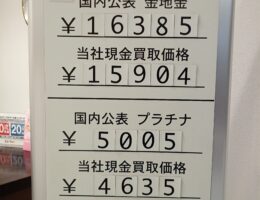 国内公表 金地金
￥16385
当社現金買取価格
￥15904
国内公表 プラチナ
￥5005
当社現金買取価格
￥4635